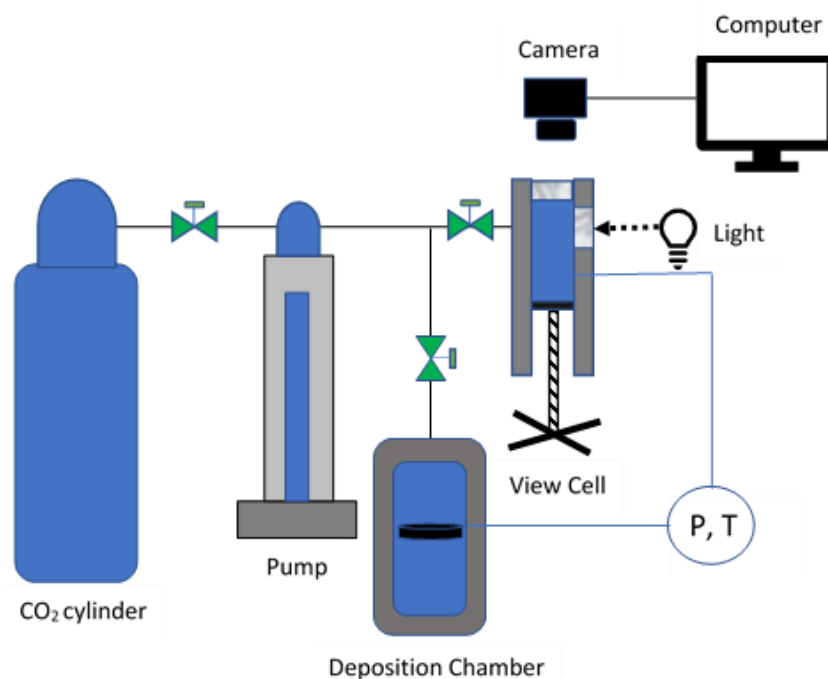 Computer
Camera
Light
View Cell
P, T
Pump
CO₂ cylinder
Deposition Chamber